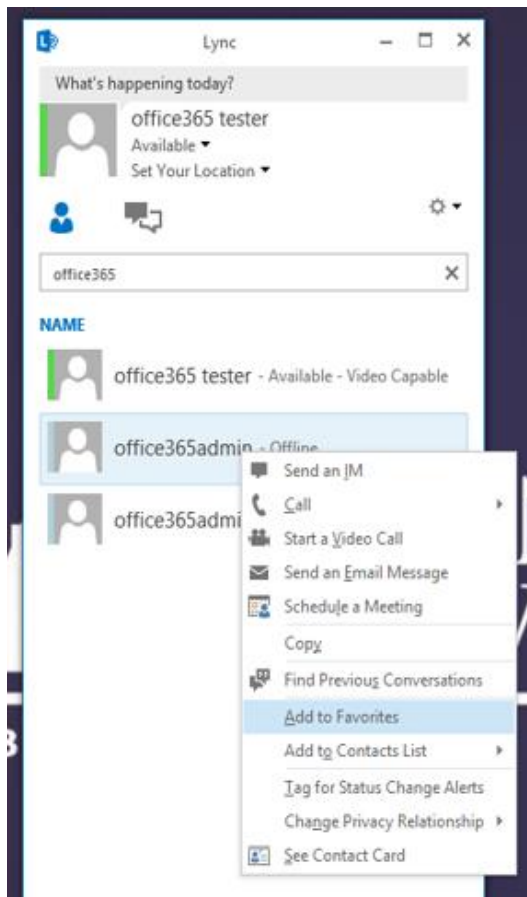 Lync
What's happening today?
office365 tester
Available
Set Your Location
office365
NAME
office365 tester - Available - Video Capable
office365admin - Offline
office365admi
Send an IM
Call
Start a Video Call
Send an Email Message
Schedule a Meeting
Copy
Find Previous Conversations
Add to Favorites
Add to Contacts List
Tag for Status Change Alerts
Change Privacy Relationship
See Contact Card